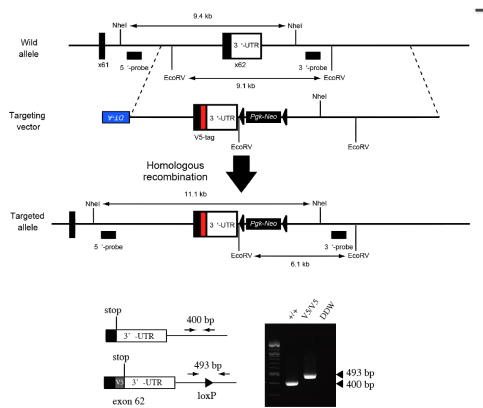 9.4 kb
NheI NheI
Wild allele
3 '-UTR
x61 5 '-probe x62 3 '-probe
EcoRV EcoRV
9.1 kb
NheI
Targeting vector
DT-A 3 '-UTR Pgk-Neo
V5-tag
EcoRV EcoRV
Homologous recombination
11.1 kb
NheI NheI
Targeted allele
3 '-UTR Pgk-Neo
5 '-probe 3 '-probe
EcoRV EcoRV
6.1 kb
stop
400 bp
3' -UTR
stop
493 bp
V5 3' -UTR
exon 62 loxP
+/+ V5/V5 DDW
493 bp
400 bp